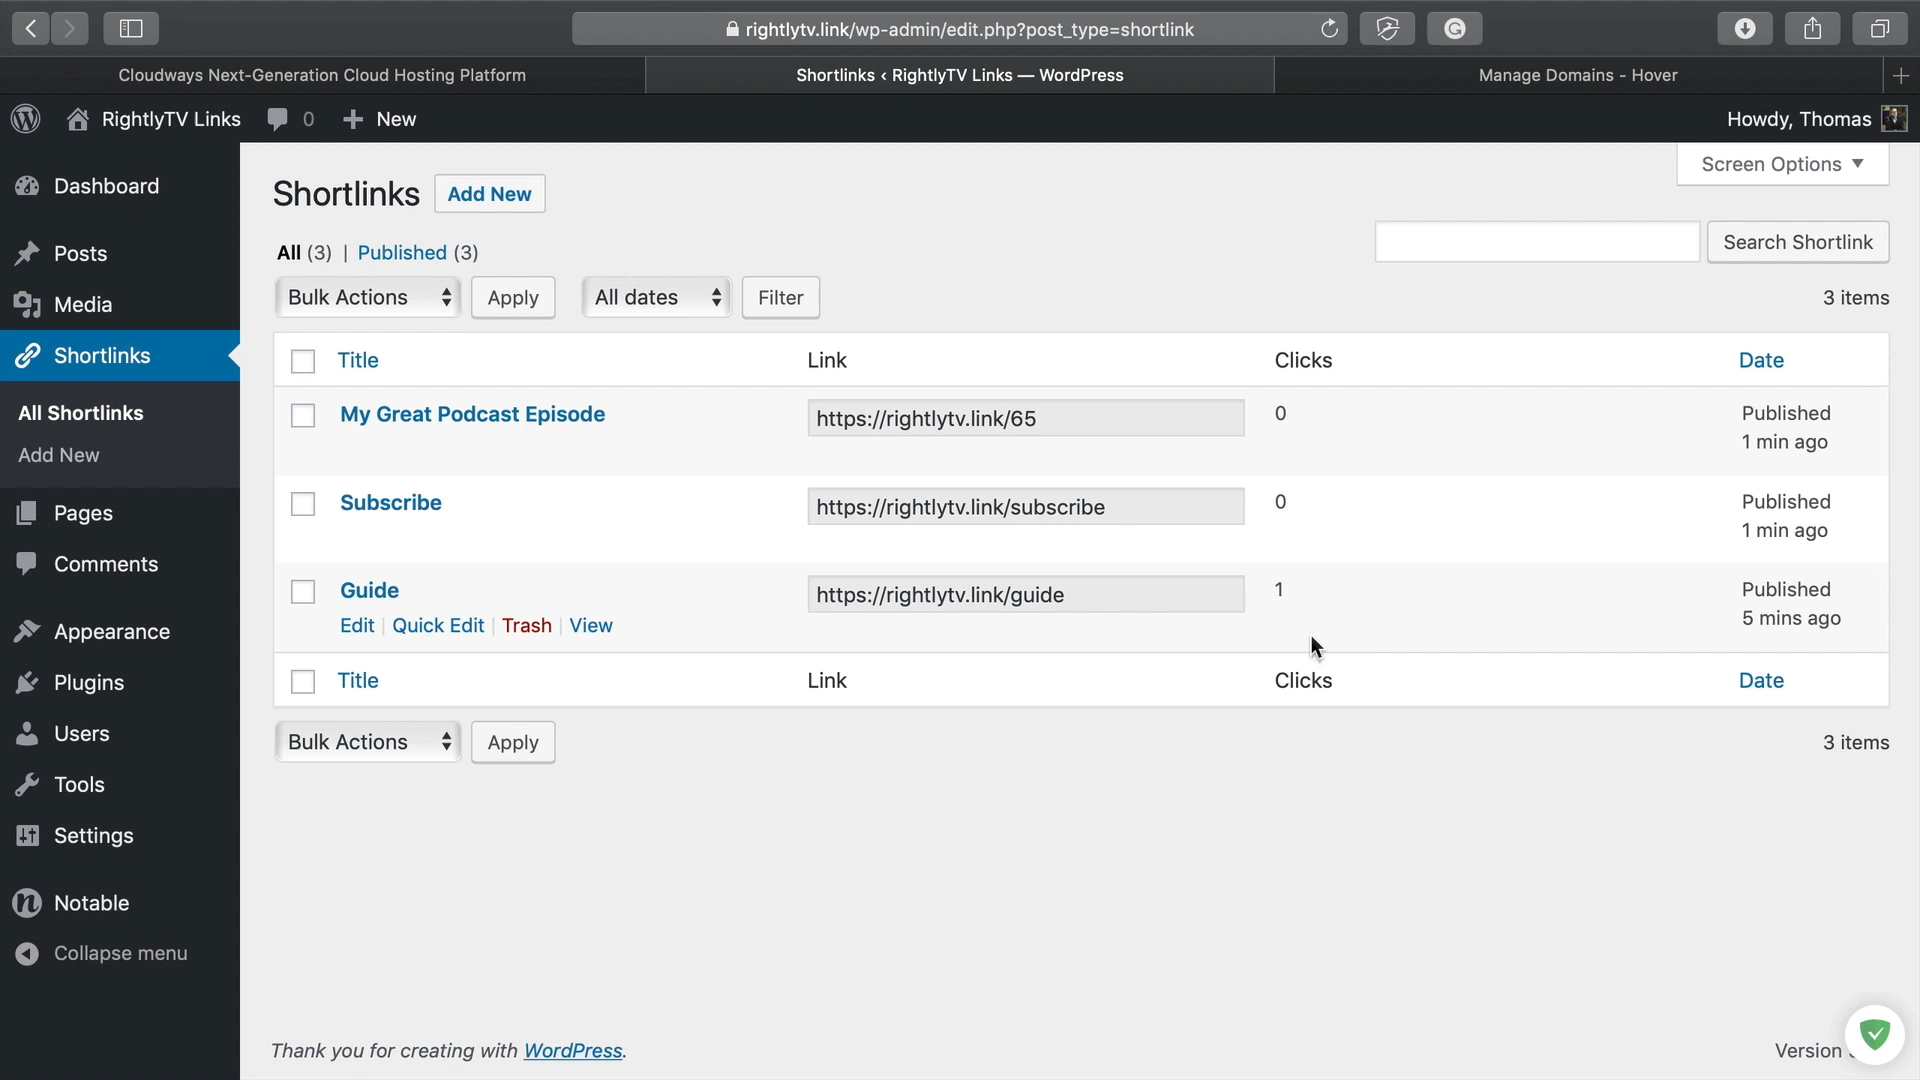 rightlytv.link/wp-admin/edit.php?post_type=shortlink
Cloudways Next-Generation Cloud Hosting Platform
Shortlinks ‹ RightlyTV Links — WordPress
Manage Domains - Hover
RightlyTV Links 0 New
Howdy, Thomas
Screen Options
Dashboard
Posts
Media
Shortlinks
All Shortlinks
Add New
Pages
Comments
Appearance
Plugins
Users
Tools
Settings
Notable
Collapse menu
Shortlinks Add New
All (3) | Published (3)
Search Shortlink
Bulk Actions Apply All dates Filter
3 items
Title Link Clicks Date
My Great Podcast Episode https://rightlytv.link/65 0 Published
1 min ago
Subscribe https://rightlytv.link/subscribe 0 Published
1 min ago
Guide https://rightlytv.link/guide 1 Published
Edit | Quick Edit | Trash | View 5 mins ago
Title Link Clicks Date
Bulk Actions Apply
3 items
Thank you for creating with WordPress.
Version